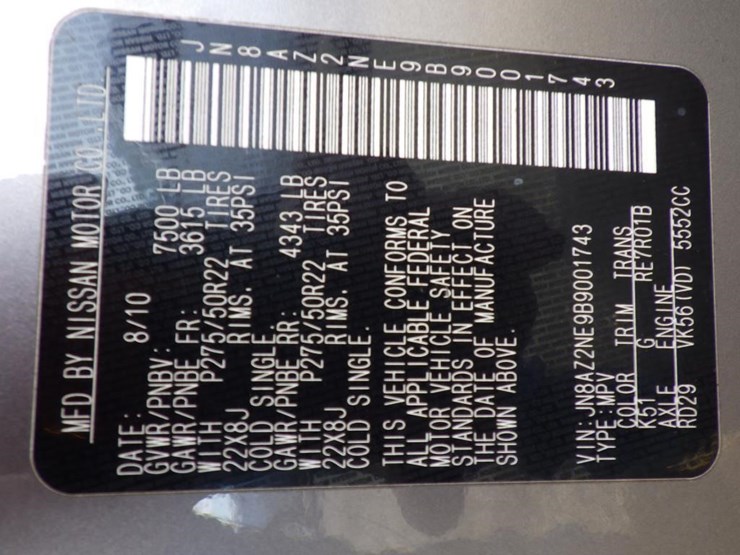 MFD BY NISSAN MOTOR CO.,LTD
DATE: 8/10
GVWR/PNBV: 7500 LB
GAWR/PNBE FR: 3615 LB
WITH P275/50R22 TIRES
22X8J RIMS. AT 35PSI
COLD SINGLE
GAWR/PNBE RR: 4343 LB
WITH P275/50R22 TIRES
22X8J RIMS. AT 35PSI
COLD SINGLE.
THIS VEHICLE CONFORMS TO
ALL APPLICABLE FEDERAL
MOTOR VEHICLE SAFETY
STANDARDS IN EFFECT ON
THE DATE OF MANUFACTURE
SHOWN ABOVE.
JN8AZ2NE9B9001743
VIN: JN8AZ2NE9B9001743
TYPE:MPV
COLOR TRIM TRANS
K51 G RE7R01B
AXLE ENGINE
RD29 VK56(VD) 5552CC